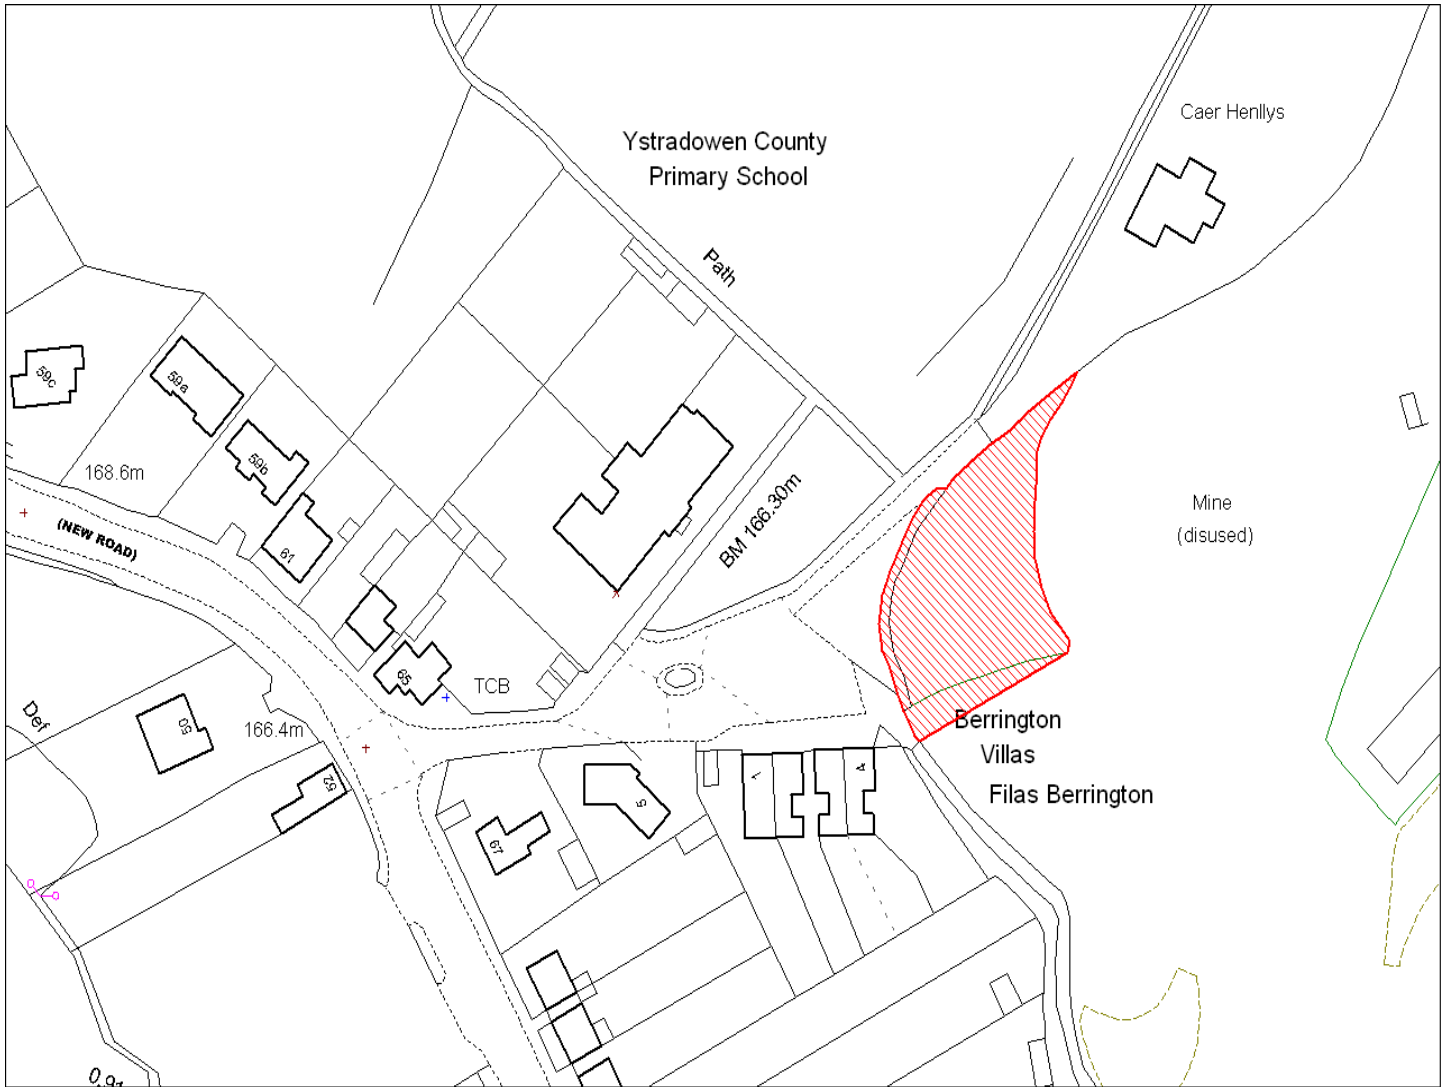 Caer Henllys
Ystradowen County
Primary School
Path
59c
59a
59b
168.6m
(NEW ROAD)
61
BM 166.30m
Mine
(disused)
65
TCB
Def
50
166.4m
52
Berrington
Villas
Filas Berrington
1
4
5
67